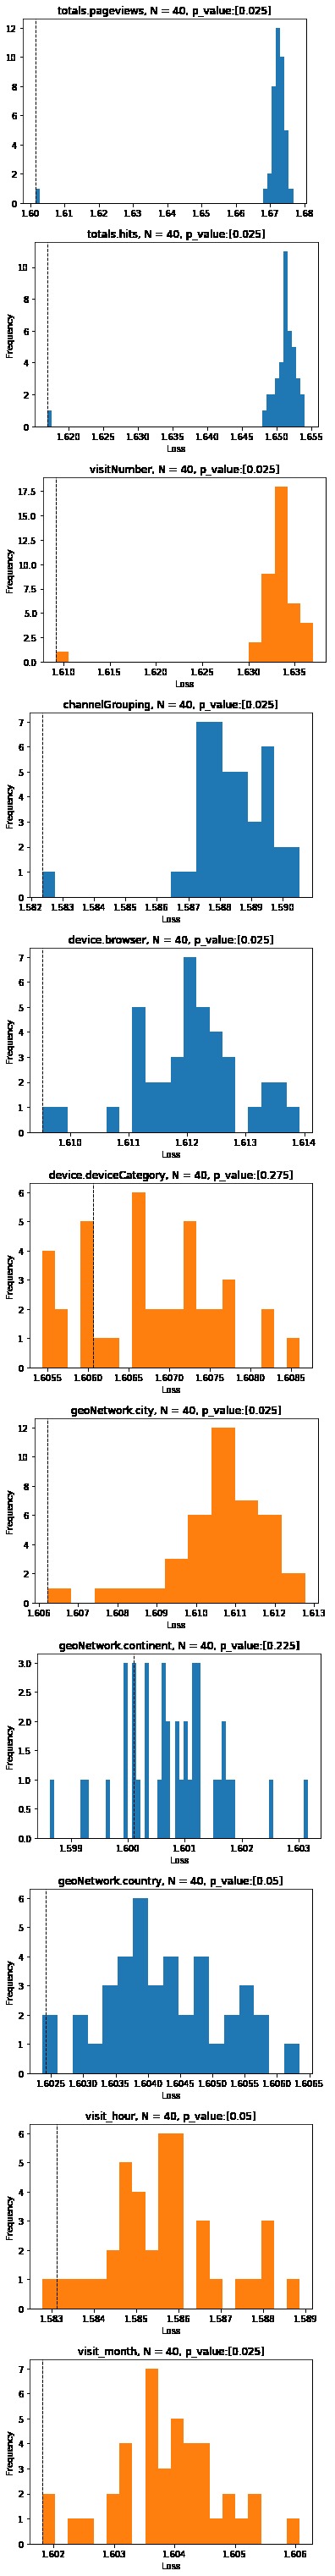 totals.pageviews, N = 40, p_value:[0.025]
12
10
8
6
4
2
0
1.60 1.61 1.62 1.63 1.64 1.65 1.66 1.67 1.68
totals.hits, N = 40, p_value:[0.025]
10
8
6
4
2
0
Frequency
1.620 1.625 1.630 1.635 1.640 1.645 1.650 1.655
Loss
visitNumber, N = 40, p_value:[0.025]
17.5
15.0
12.5
10.0
7.5
5.0
2.5
0.0
Frequency
1.610 1.615 1.620 1.625 1.630 1.635
Loss
channelGrouping, N = 40, p_value:[0.025]
7
6
5
4
3
2
1
0
Frequency
1.582 1.583 1.584 1.585 1.586 1.587 1.588 1.589 1.590
Loss
device.browser, N = 40, p_value:[0.025]
7
6
5
4
3
2
1
0
Frequency
1.610 1.611 1.612 1.613 1.614
Loss
device.deviceCategory, N = 40, p_value:[0.275]
6
5
4
3
2
1
0
Frequency
1.6055 1.6060 1.6065 1.6070 1.6075 1.6080 1.6085
Loss
geoNetwork.city, N = 40, p_value:[0.025]
12
10
8
6
4
2
0
Frequency
1.606 1.607 1.608 1.609 1.610 1.611 1.612 1.613
Loss
geoNetwork.continent, N = 40, p_value:[0.225]
3.0
2.5
2.0
1.5
1.0
0.5
0.0
Frequency
1.599 1.600 1.601 1.602 1.603
Loss
geoNetwork.country, N = 40, p_value:[0.05]
6
5
4
3
2
1
0
Frequency
1.6025 1.6030 1.6035 1.6040 1.6045 1.6050 1.6055 1.6060 1.6065
Loss
visit_hour, N = 40, p_value:[0.05]
6
5
4
3
2
1
0
Frequency
1.583 1.584 1.585 1.586 1.587 1.588 1.589
Loss
visit_month, N = 40, p_value:[0.025]
7
6
5
4
3
2
1
0
Frequency
1.602 1.603 1.604 1.605 1.606
Loss